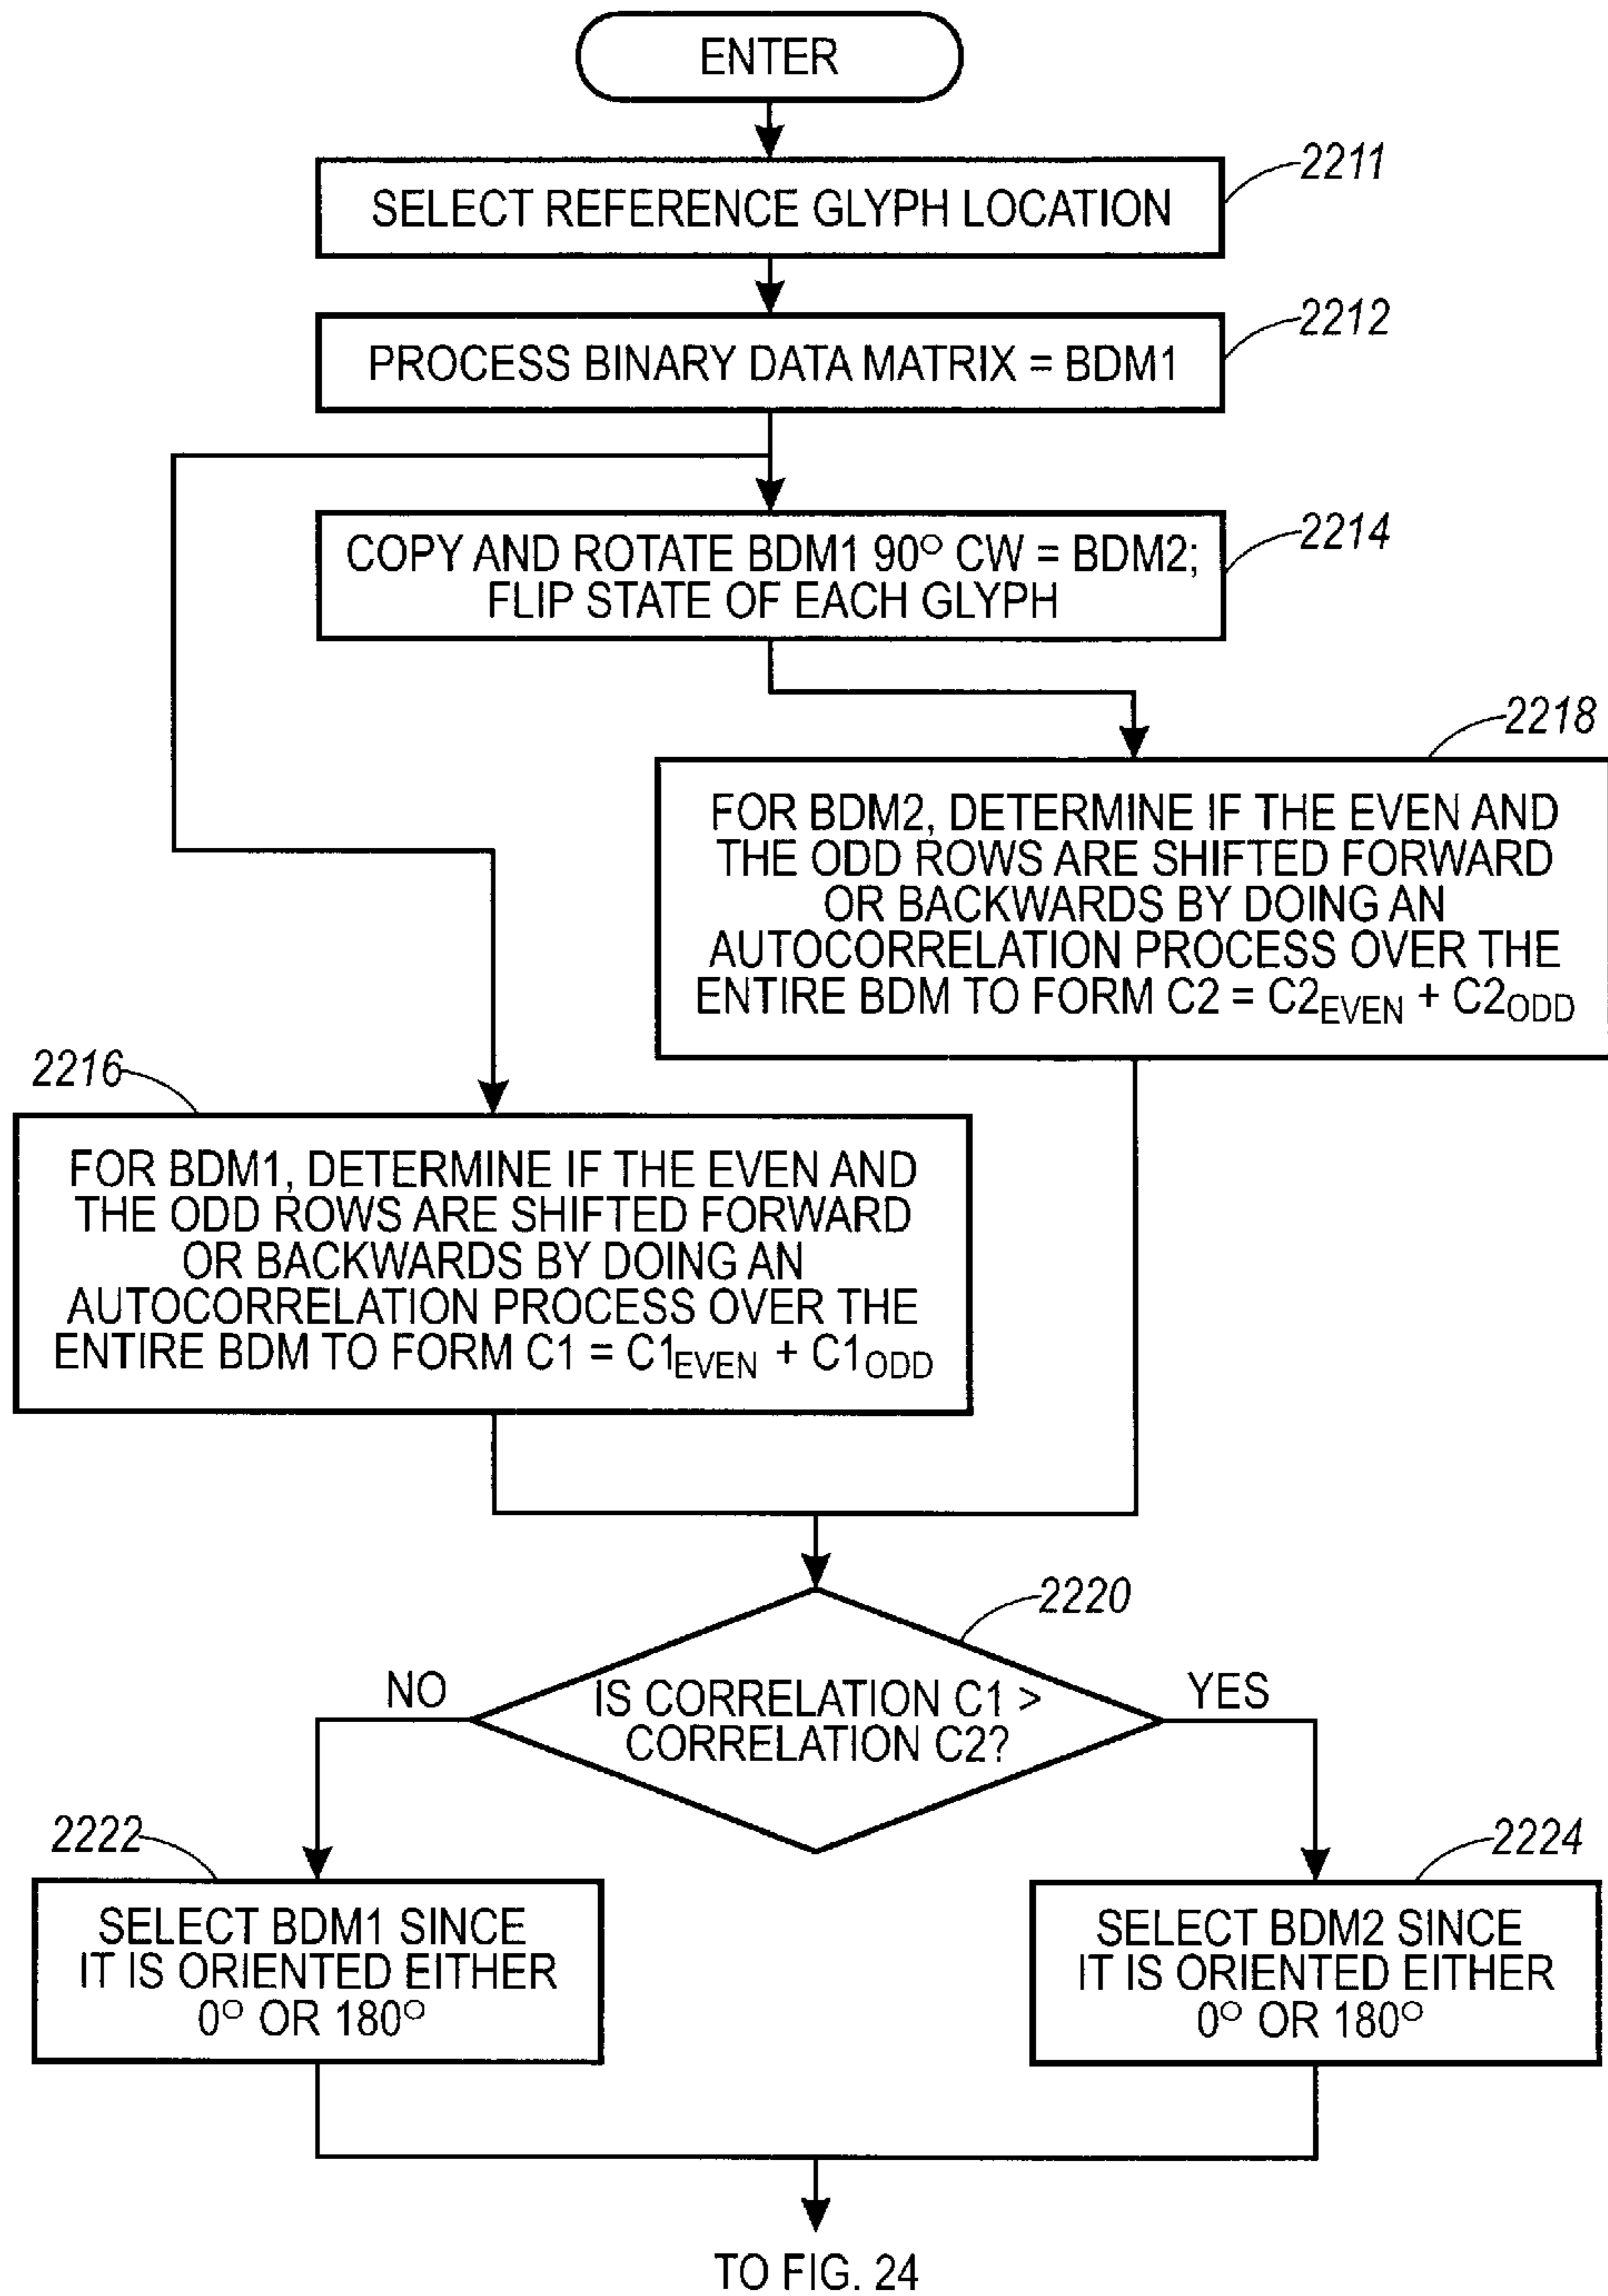 ENTER
2211
SELECT REFERENCE GLYPH LOCATION
2212
PROCESS BINARY DATA MATRIX = BDM1
2214
COPY AND ROTATE BDM1 90° CW = BDM2;
FLIP STATE OF EACH GLYPH
2218
FOR BDM2, DETERMINE IF THE EVEN AND
THE ODD ROWS ARE SHIFTED FORWARD
OR BACKWARDS BY DOING AN
AUTOCORRELATION PROCESS OVER THE
ENTIRE BDM TO FORM C2 = C2EVEN + C2ODD
2216
FOR BDM1, DETERMINE IF THE EVEN AND
THE ODD ROWS ARE SHIFTED FORWARD
OR BACKWARDS BY DOING AN
AUTOCORRELATION PROCESS OVER THE
ENTIRE BDM TO FORM C1 = C1EVEN + C1ODD
2220
NO
IS CORRELATION C1 >
CORRELATION C2?
YES
2222
SELECT BDM1 SINCE
IT IS ORIENTED EITHER
0° OR 180°
2224
SELECT BDM2 SINCE
IT IS ORIENTED EITHER
0° OR 180°
TO FIG. 24